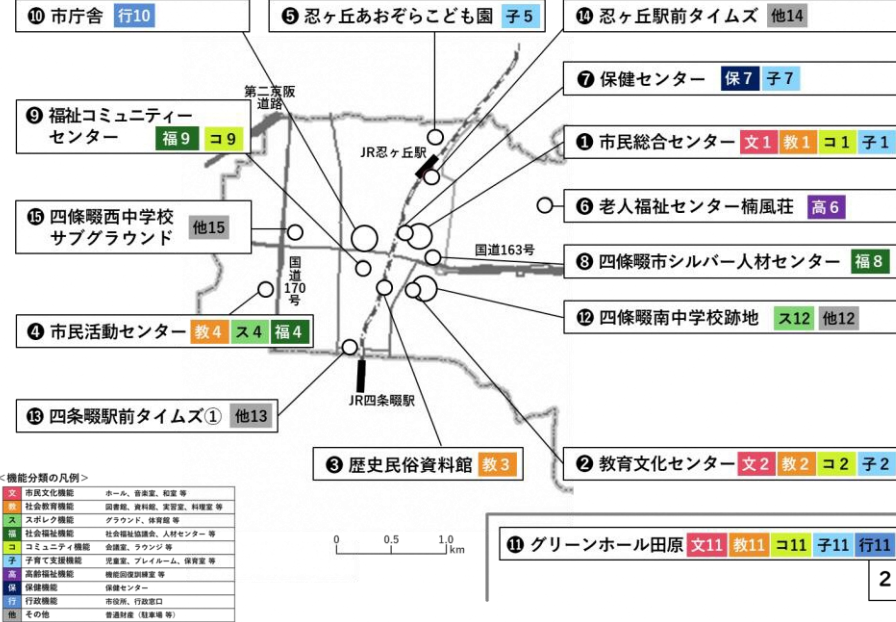 ❿ 市庁舎 行10
❺ 忍ヶ丘あおぞらこども園 子5
⓮ 忍ヶ丘駅前タイムズ 他14
❼ 保健センター 保7 子7
第二京阪
道路
❾ 福祉コミュニティー
センター 福9 コ9
JR忍ヶ丘駅
❶ 市民総合センター 文1 教1 コ1 子1
❻ 老人福祉センター楠風荘 高6
⓯ 四條畷西中学校
サブグラウンド 他15
国道163号
❽ 四條畷市シルバー人材センター 福8
国道
170
号
⓬ 四條畷南中学校跡地 ス12 他12
❹ 市民活動センター 教4 ス4 福4
JR四条畷駅
⓭ 四条畷駅前タイムズ① 他13
❸ 歴史民俗資料館 教3
❷ 教育文化センター 文2 教2 コ2 子2
<機能分類の凡例>
文 市民文化機能 ホール、音楽室、和室 等
教 社会教育機能 図書館、資料館、実習室、料理室 等
ス スポレク機能 グラウンド、体育館 等
福 社会福祉機能 社会福祉協議会、人材センター 等
コ コミュニティ機能 会議室、ラウンジ 等
子 子育て支援機能 児童室、プレイルーム、保育室 等
高 高齢福祉機能 機能回復訓練室 等
保 保健機能 保健センター
行 行政機能 市役所、行政窓口
他 その他 普通財産（駐車場 等）
0 0.5 1.0
km
⓫ グリーンホール田原 文11 教11 コ11 子11 行11
2